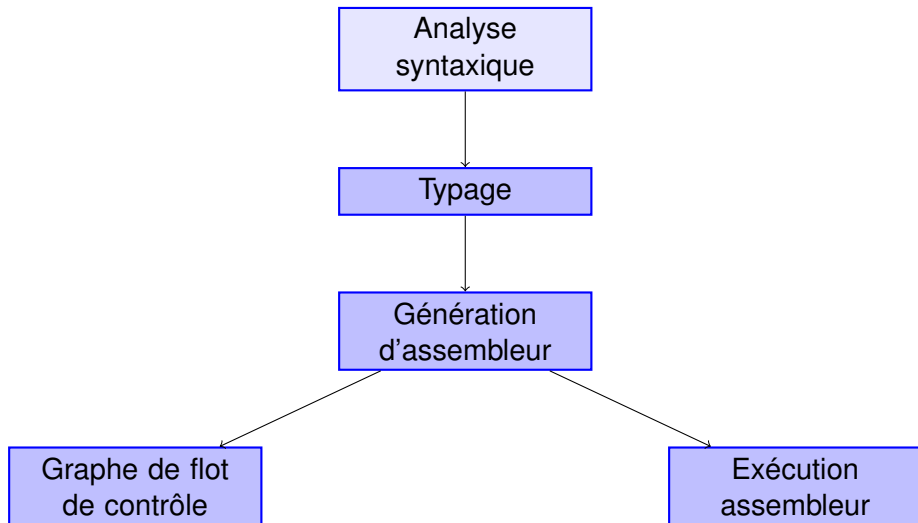 Analyse
syntaxique
Typage
Génération
d'assembleur
Graphe de flot
de contrôle
Exécution
assembleur